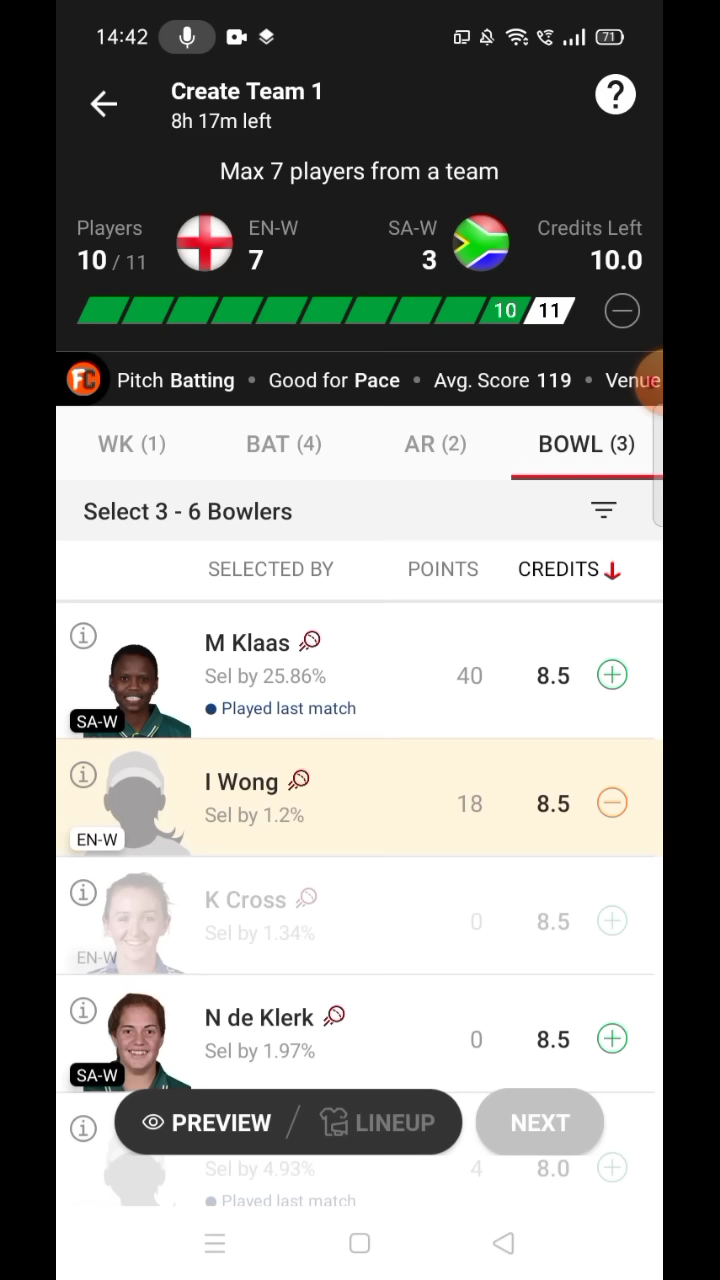 14:42
71
Create Team 1
8h 17m left
?
Max 7 players from a team
Players
10 / 11
EN-W
7
SA-W
3
Credits Left
10.0
10
11
FC Pitch Batting • Good for Pace • Avg. Score 119 • Venue
WK (1) BAT (4) AR (2) BOWL (3)
Select 3 - 6 Bowlers
SELECTED BY POINTS CREDITS
M Klaas
Sel by 25.86% 40 8.5
Played last match
SA-W
I Wong
Sel by 1.2% 18 8.5
EN-W
K Cross
Sel by 1.34% 0 8.5
EN-W
N de Klerk
Sel by 1.97% 0 8.5
SA-W
PREVIEW / LINEUP NEXT
Sel by 4.93% 4 8.0
Played last match